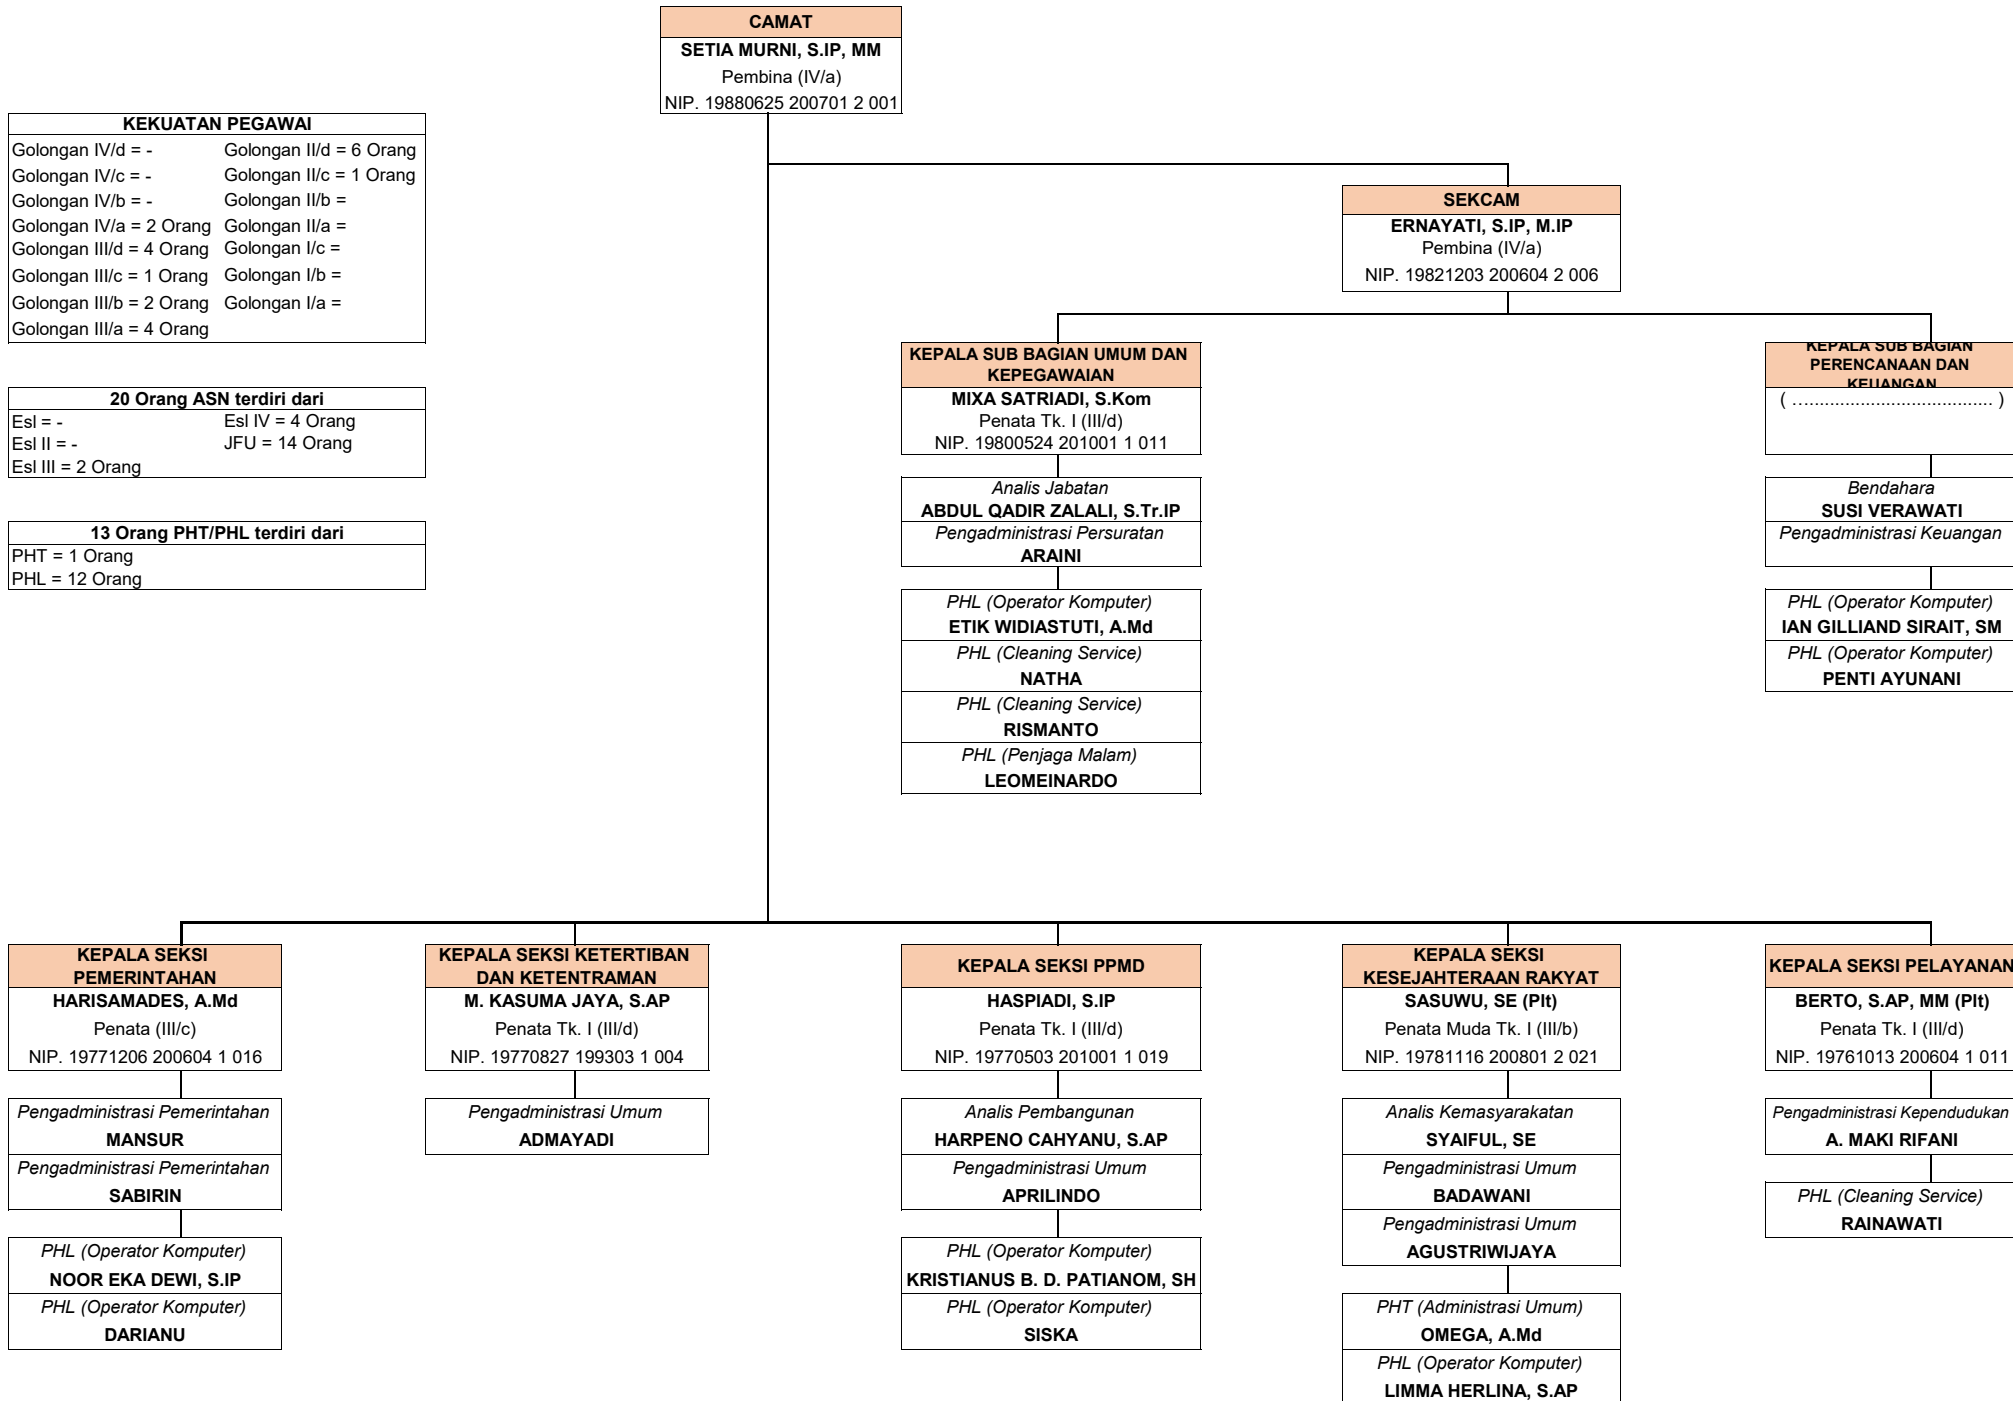 CAMAT
SETIA MURNI, S.IP, MM
Pembina (IV/a)
NIP. 19880625 200701 2 001
KEKUATAN PEGAWAI
Golongan IV/d = - Golongan II/d = 6 Orang
Golongan IV/c = - Golongan II/c = 1 Orang
Golongan IV/b = - Golongan II/b =
Golongan IV/a = 2 Orang Golongan II/a =
Golongan III/d = 4 Orang Golongan I/c =
Golongan III/c = 1 Orang Golongan I/b =
Golongan III/b = 2 Orang Golongan I/a =
Golongan III/a = 4 Orang
20 Orang ASN terdiri dari
Esl = - Esl IV = 4 Orang
Esl II = - JFU = 14 Orang
Esl III = 2 Orang
13 Orang PHT/PHL terdiri dari
PHT = 1 Orang
PHL = 12 Orang
SEKCAM
ERNAYATI, S.IP, M.IP
Pembina (IV/a)
NIP. 19821203 200604 2 006
KEPALA SUB BAGIAN UMUM DAN
KEPEGAWAIAN
MIXA SATRIADI, S.Kom
Penata Tk. I (III/d)
NIP. 19800524 201001 1 011
Analis Jabatan
ABDUL QADIR ZALALI, S.Tr.IP
Pengadministrasi Persuratan
ARAINI
PHL (Operator Komputer)
ETIK WIDIASTUTI, A.Md
PHL (Cleaning Service)
NATHA
PHL (Cleaning Service)
RISMANTO
PHL (Penjaga Malam)
LEOMEINARDO
KEPALA SUB BAGIAN
PERENCANAAN DAN
KEUANGAN
( ........................................ )
Bendahara
SUSI VERAWATI
Pengadministrasi Keuangan
PHL (Operator Komputer)
IAN GILLIAND SIRAIT, SM
PHL (Operator Komputer)
PENTI AYUNANI
KEPALA SEKSI
PEMERINTAHAN
HARISAMADES, A.Md
Penata (III/c)
NIP. 19771206 200604 1 016
Pengadministrasi Pemerintahan
MANSUR
Pengadministrasi Pemerintahan
SABIRIN
PHL (Operator Komputer)
NOOR EKA DEWI, S.IP
PHL (Operator Komputer)
DARIANU
KEPALA SEKSI KETERTIBAN
DAN KETENTRAMAN
M. KASUMA JAYA, S.AP
Penata Tk. I (III/d)
NIP. 19770827 199303 1 004
Pengadministrasi Umum
ADMAYADI
KEPALA SEKSI PPMD
HASPIADI, S.IP
Penata Tk. I (III/d)
NIP. 19770503 201001 1 019
Analis Pembangunan
HARPENO CAHYANU, S.AP
Pengadministrasi Umum
APRILINDO
PHL (Operator Komputer)
KRISTIANUS B. D. PATIANOM, SH
PHL (Operator Komputer)
SISKA
KEPALA SEKSI
KESEJAHTERAAN RAKYAT
SASUWU, SE (Plt)
Penata Muda Tk. I (III/b)
NIP. 19781116 200801 2 021
Analis Kemasyarakatan
SYAIFUL, SE
Pengadministrasi Umum
BADAWANI
Pengadministrasi Umum
AGUSTRIWIJAYA
PHT (Administrasi Umum)
OMEGA, A.Md
PHL (Operator Komputer)
LIMMA HERLINA, S.AP
KEPALA SEKSI PELAYANAN
BERTO, S.AP, MM (Plt)
Penata Tk. I (III/d)
NIP. 19761013 200604 1 011
Pengadministrasi Kependudukan
A. MAKI RIFANI
PHL (Cleaning Service)
RAINAWATI